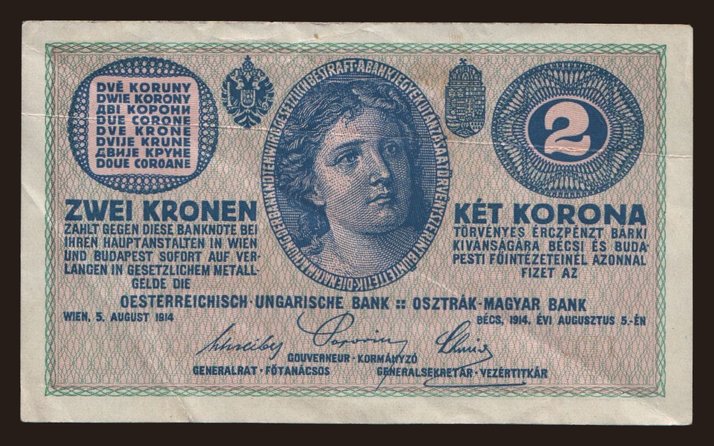 DVĚ KORUNY
DWIE KORONY
ДВІ КОРОНИ
DUE CORONE
DVE KRONE
DVIJE KRUNE
ДВИЈЕ КРУНЕ
DOUE COROANE
2
ZWEI KRONEN
ZAHLT GEGEN DIESE BANKNOTE BEI
IHREN HAUPTANSTALTEN IN WIEN
UND BUDAPEST SOFORT AUF VER-
LANGEN IN GESETZLICHEM METALL-
GELDE DIE
KÉT KORONA
TÖRVÉNYES ÉRCZPÉNZT BÁRKI
KIVÁNSÁGÁRA BÉCSI ÉS BUDA-
PESTI FŐINTÉZETEINÉL AZONNAL
FIZET AZ
OESTERREICHISCH-UNGARISCHE BANK :: OSZTRÁK-MAGYAR BANK
WIEN, 5. AUGUST 1914
BÉCS, 1914. ÉVI AUGUSZTUS 5.-ÉN
GOUVERNEUR · KORMÁNYZÓ
GENERALRAT · FŐTANÁCSOS
GENERALSEKRETÄR · VEZÉRTITKÁR